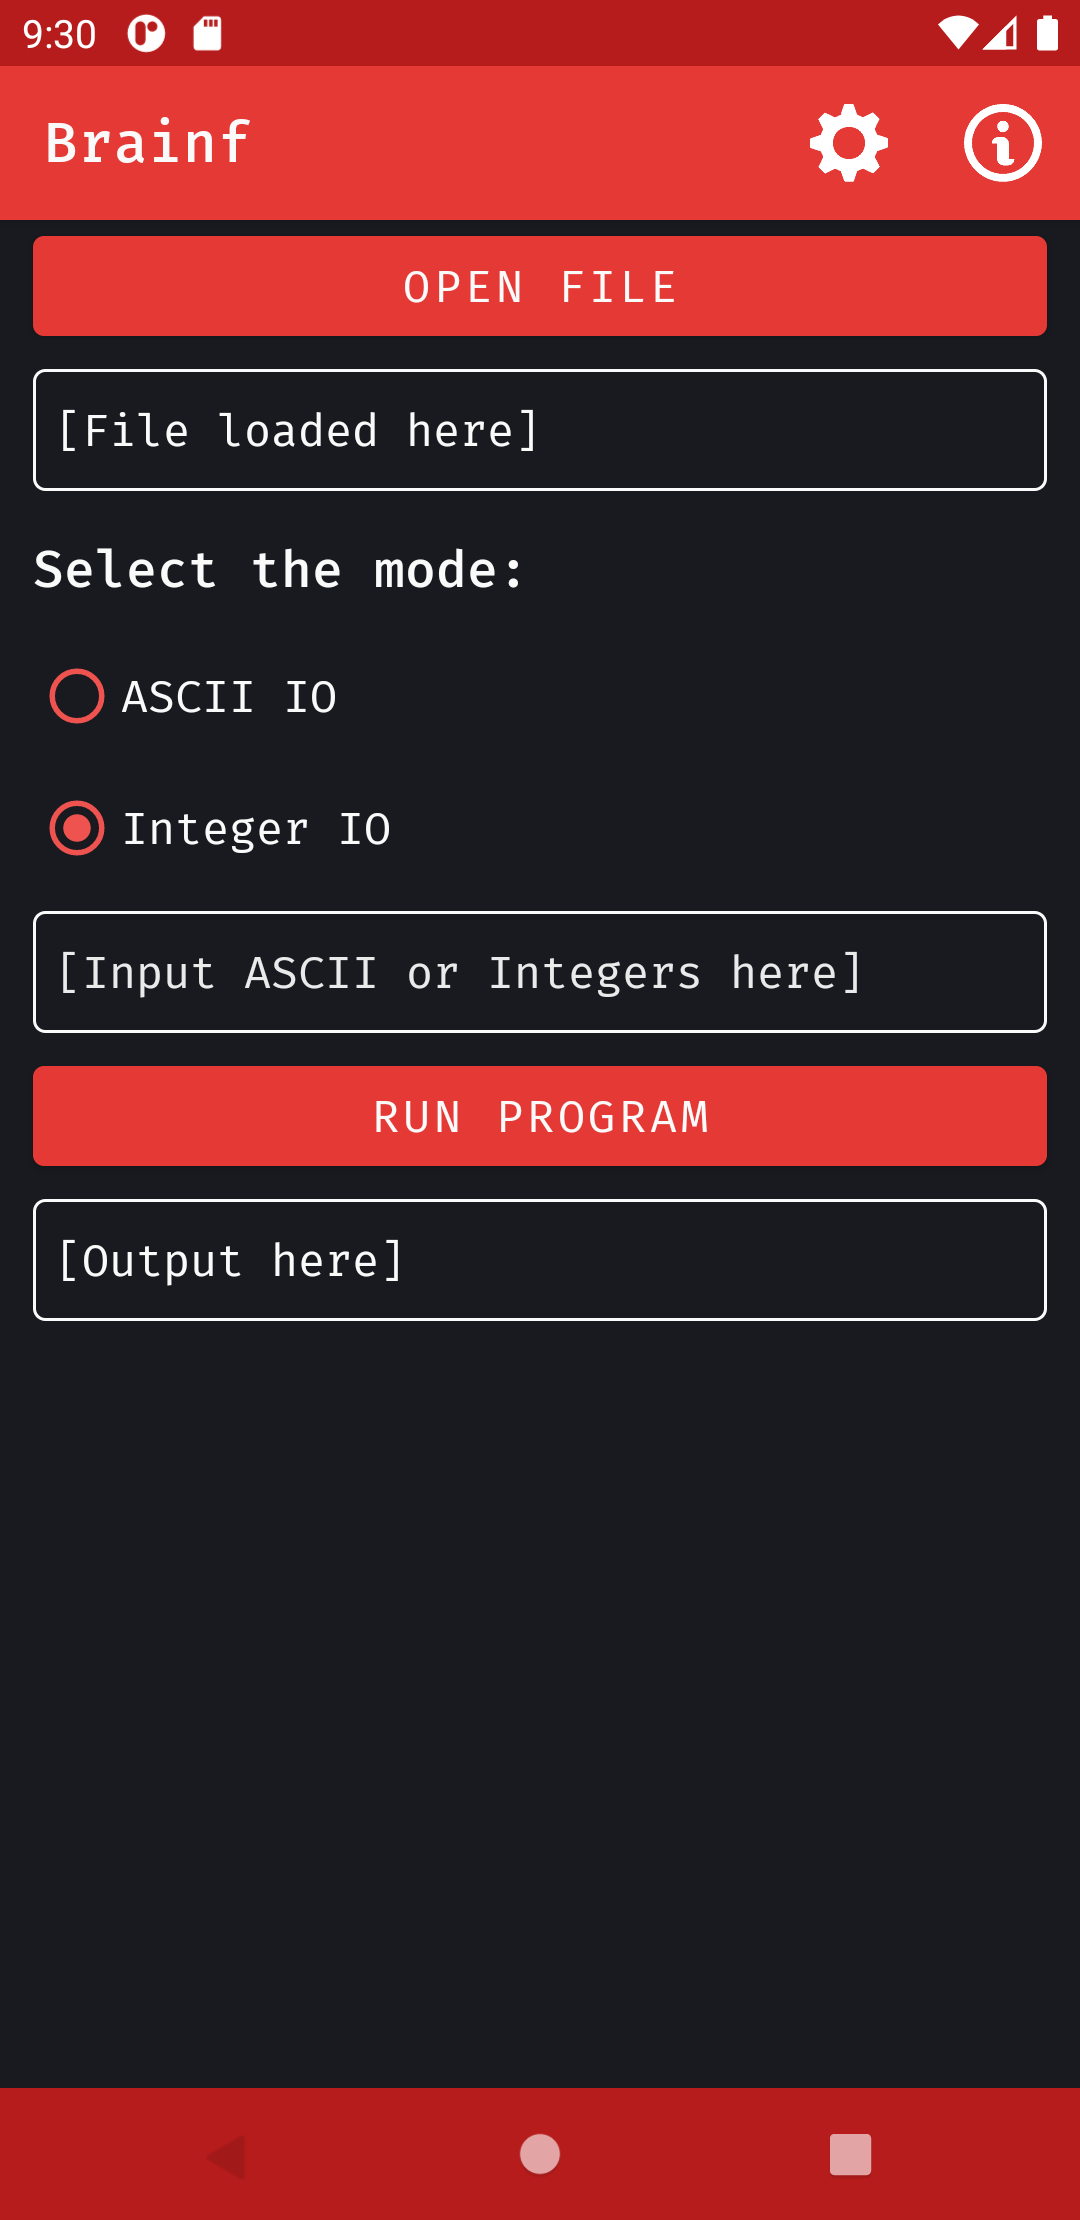 9:30
Brainf
OPEN FILE
[File loaded here]
Select the mode:
ASCII IO
Integer IO
[Input ASCII or Integers here]
RUN PROGRAM
[Output here]